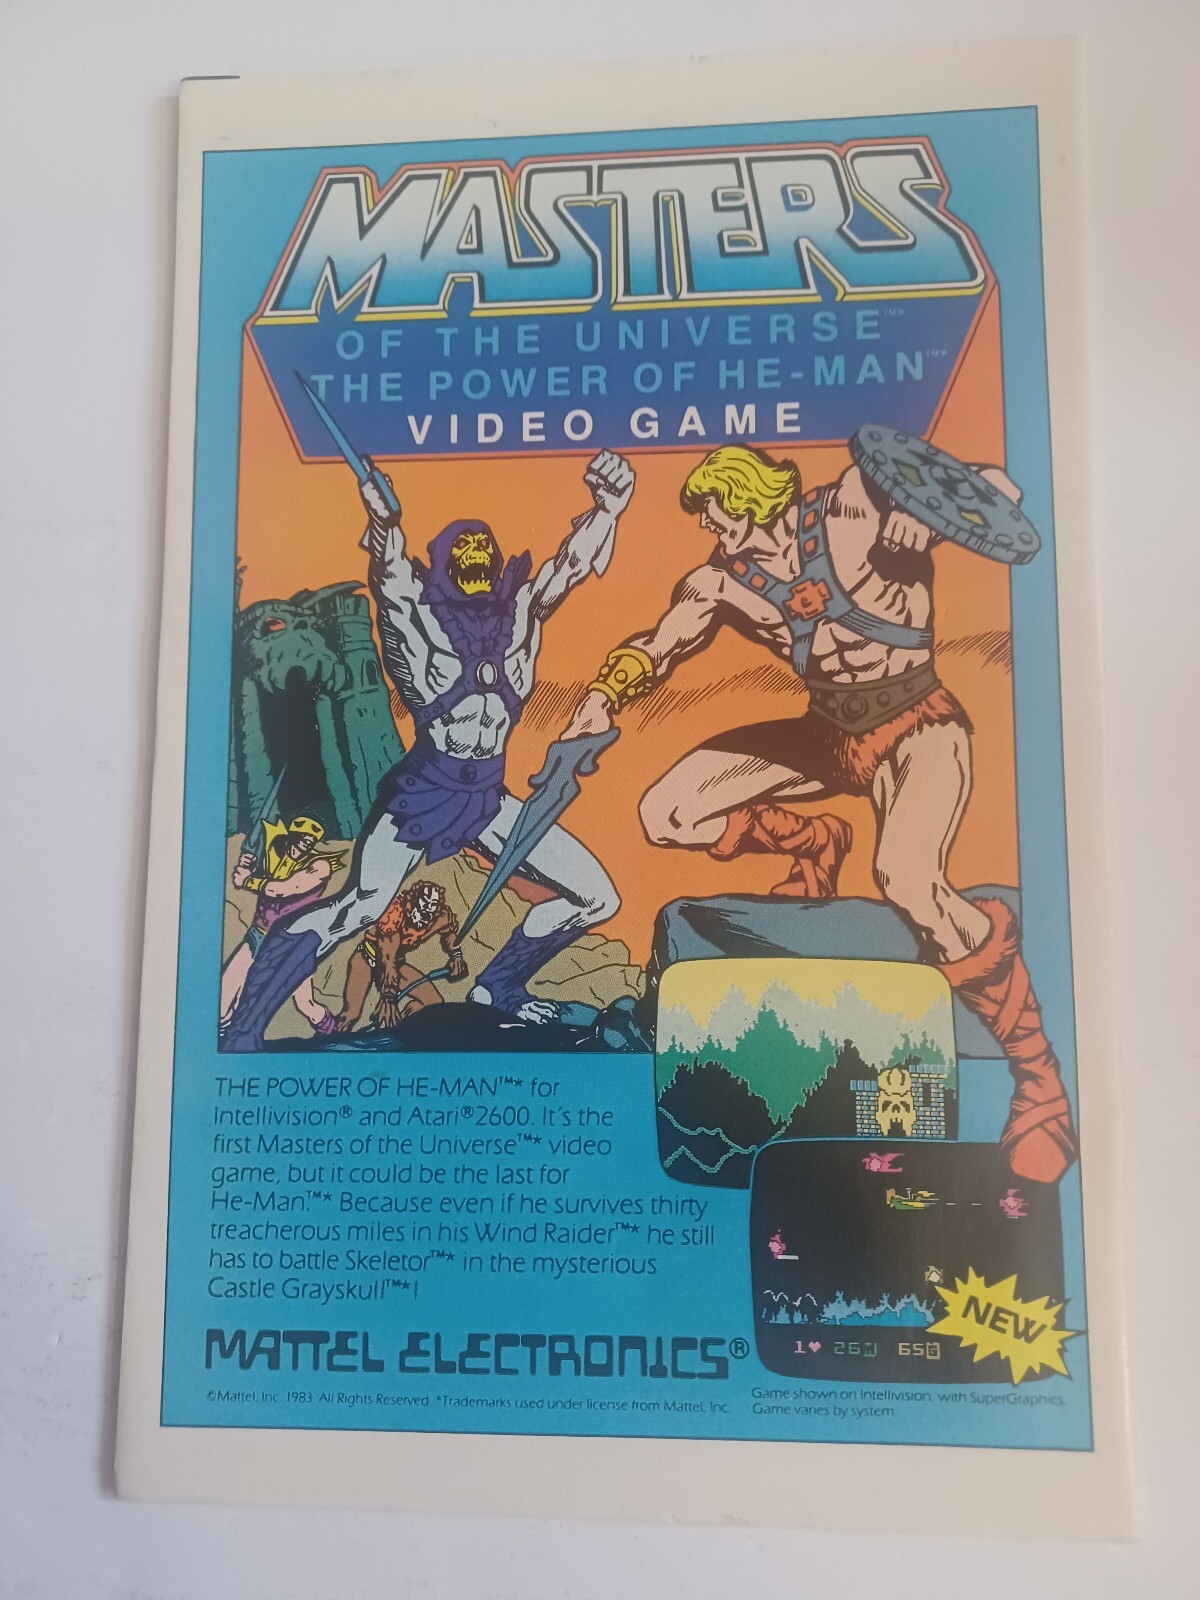 MASTERS
OF THE UNIVERSE™*
THE POWER OF HE-MAN™*
VIDEO GAME
THE POWER OF HE-MAN™* for
Intellivision® and Atari® 2600. It's the
first Masters of the Universe™* video
game, but it could be the last for
He-Man.™* Because even if he survives thirty
treacherous miles in his Wind Raider™* he still
has to battle Skeletor™* in the mysterious
Castle Grayskull™*!
NEW
1♥ 26M 65
MATTEL ELECTRONICS®
©Mattel, Inc. 1983. All Rights Reserved. *Trademarks used under license from Mattel, Inc.
Game shown on Intellivision, with SuperGraphics.
Game varies by system.